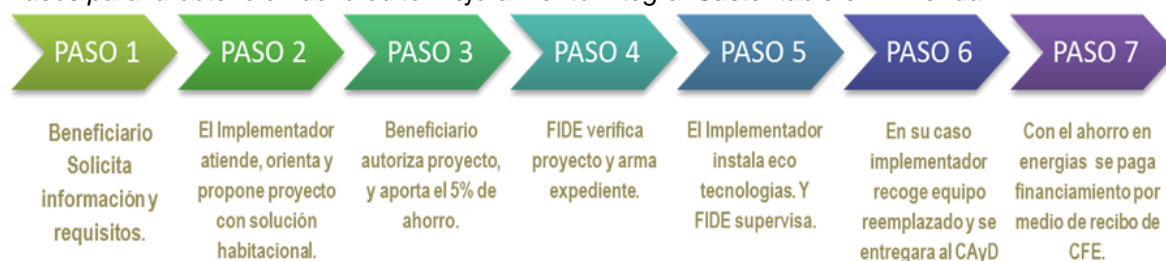 PASO 1
PASO 2
PASO 3
PASO 4
PASO 5
PASO 6
PASO 7
Beneficiario
Solicita
información y
requisitos.
El Implementador
atiende, orienta y
propone proyecto
con solución
habitacional.
Beneficiario
autoriza proyecto,
y aporta el 5% de
ahorro.
FIDE verifica
proyecto y arma
expediente.
El Implementador
instala eco
tecnologías. Y
FIDE supervisa.
En su caso
implementador
recoge equipo
reemplazado y se
entregara al CAyD
Con el ahorro en
energías se paga
financiamiento por
medio de recibo de
CFE.